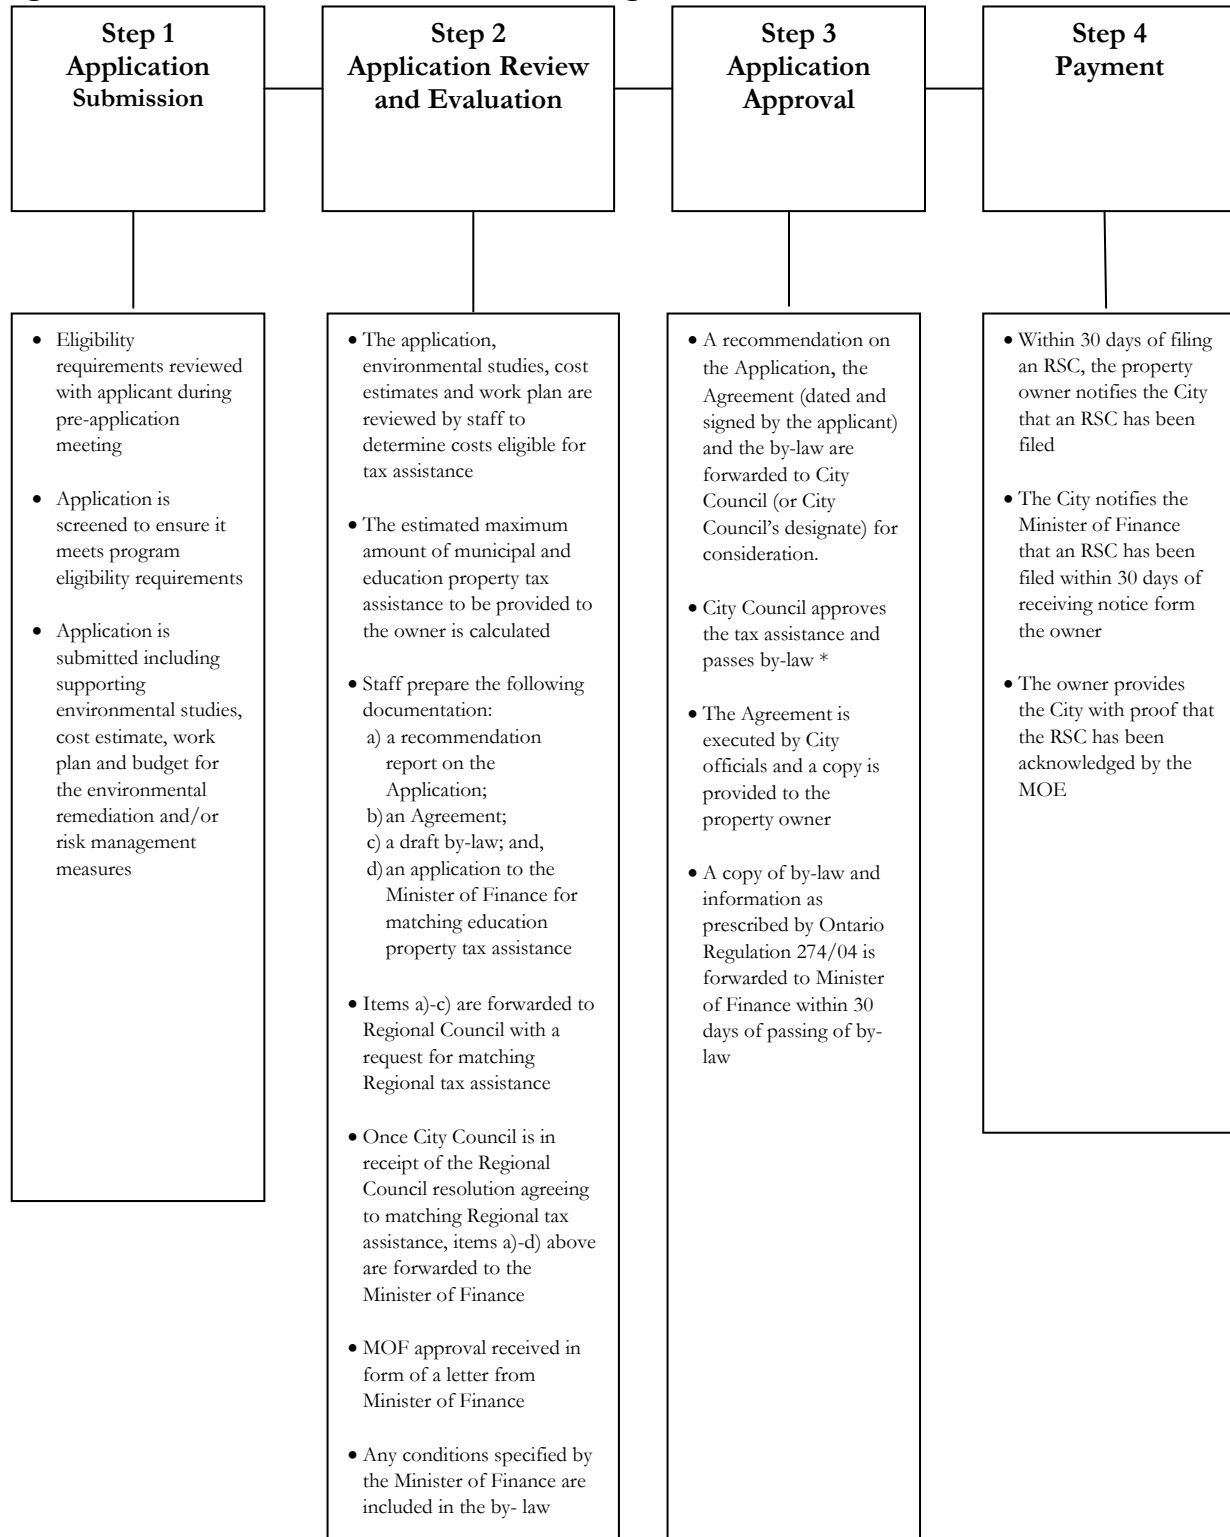 Step 1
Application
Submission
Step 2
Application Review
and Evaluation
Step 3
Application
Approval
Step 4
Payment
• Eligibility
requirements reviewed
with applicant during
pre-application
meeting
• Application is
screened to ensure it
meets program
eligibility requirements
• Application is
submitted including
supporting
environmental studies,
cost estimate, work
plan and budget for
the environmental
remediation and/or
risk management
measures
• The application,
environmental studies, cost
estimates and work plan are
reviewed by staff to
determine costs eligible for
tax assistance
• The estimated maximum
amount of municipal and
education property tax
assistance to be provided to
the owner is calculated
• Staff prepare the following
documentation:
a) a recommendation
report on the
Application;
b) an Agreement;
c) a draft by-law; and,
d) an application to the
Minister of Finance for
matching education
property tax assistance
• Items a)-c) are forwarded to
Regional Council with a
request for matching
Regional tax assistance
• Once City Council is in
receipt of the Regional
Council resolution agreeing
to matching Regional tax
assistance, items a)-d) above
are forwarded to the
Minister of Finance
• MOF approval received in
form of a letter from
Minister of Finance
• Any conditions specified by
the Minister of Finance are
included in the by- law
• A recommendation on
the Application, the
Agreement (dated and
signed by the applicant)
and the by-law are
forwarded to City
Council (or City
Council’s designate) for
consideration.
• City Council approves
the tax assistance and
passes by-law *
• The Agreement is
executed by City
officials and a copy is
provided to the
property owner
• A copy of by-law and
information as
prescribed by Ontario
Regulation 274/04 is
forwarded to Minister
of Finance within 30
days of passing of by-
law
• Within 30 days of filing
an RSC, the property
owner notifies the City
that an RSC has been
filed
• The City notifies the
Minister of Finance
that an RSC has been
filed within 30 days of
receiving notice form
the owner
• The owner provides
the City with proof that
the RSC has been
acknowledged by the
MOE